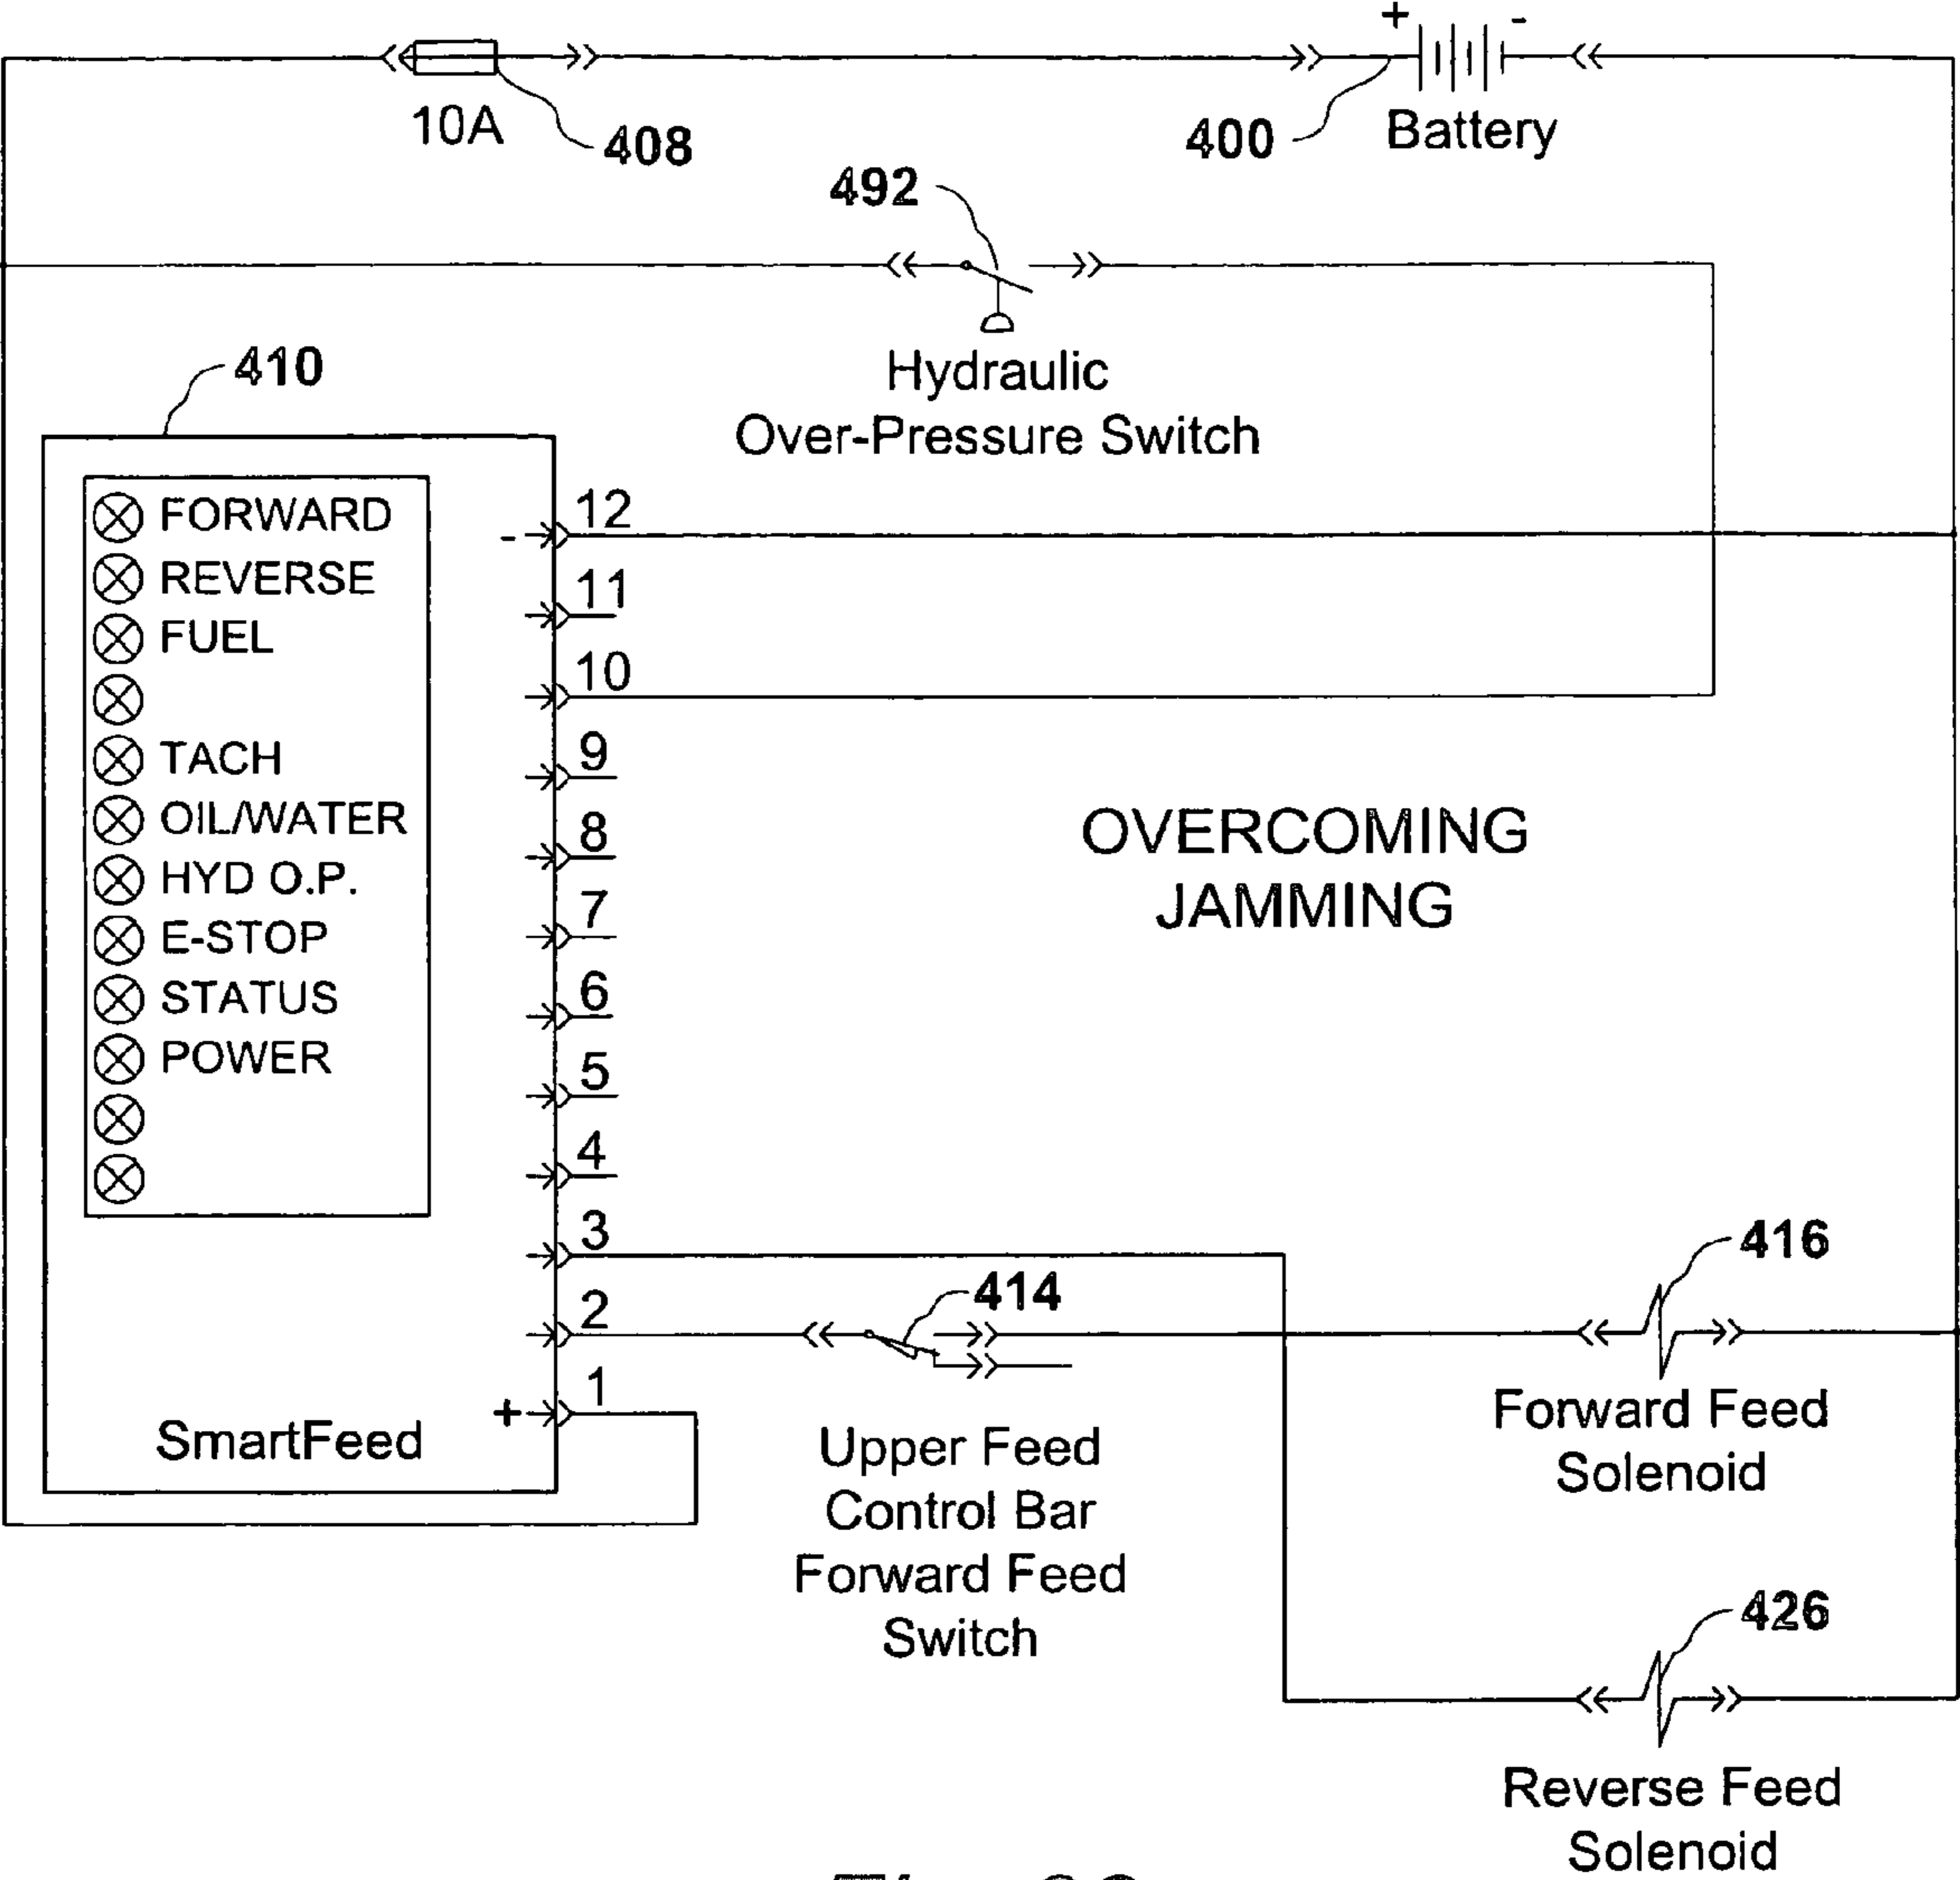 + -
10A
408
400
Battery
492
Hydraulic
Over-Pressure Switch
410
FORWARD
REVERSE
FUEL
TACH
OIL/WATER
HYD O.P.
E-STOP
STATUS
POWER
SmartFeed
- 12
11
10
9
8
7
6
5
4
3
2
+ 1
OVERCOMING
JAMMING
414
Upper Feed
Control Bar
Forward Feed
Switch
416
Forward Feed
Solenoid
426
Reverse Feed
Solenoid